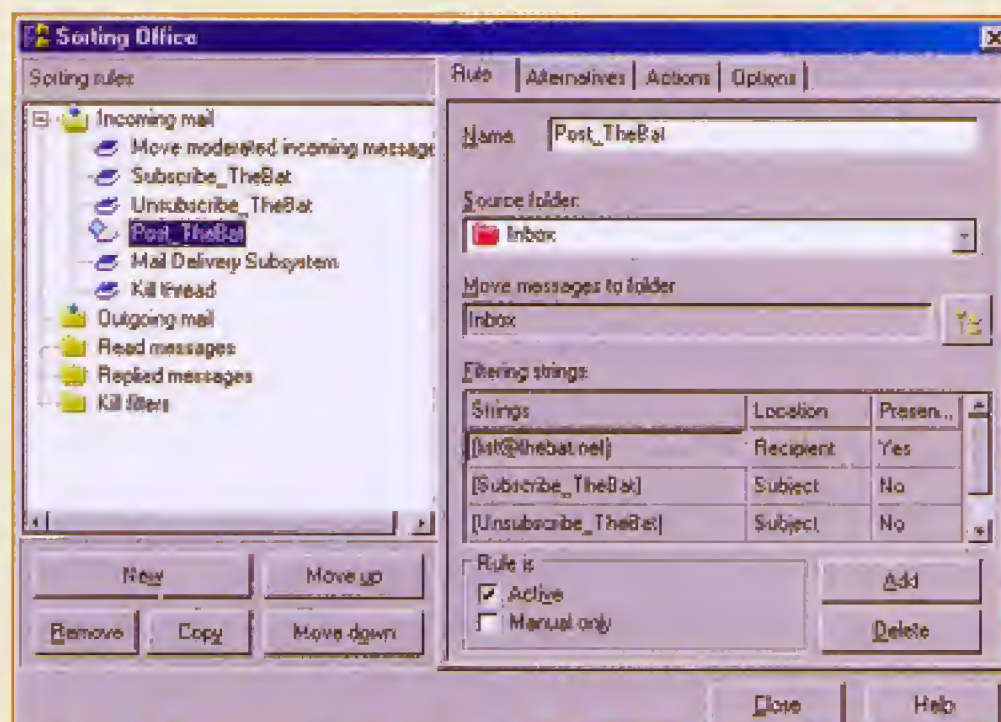 Sorting Office
Sorting rules
Incoming mail
Move moderated incoming message
Subscribe_TheBat
Unsubscribe_TheBat
Post_TheBat
Mail Delivery Subsystem
Kill thread
Outgoing mail
Read messages
Replied messages
Kill filters
New
Move up
Remove
Copy
Move down
Rule
Alternatives
Actions
Options
Name:
Post_TheBat
Source folder:
Inbox
Move messages to folder
Inbox
Filtering strings
Strings Location Presen...
[list@thebat.net] Recipient Yes
[Subscribe_TheBat] Subject No
[Unsubscribe_TheBat] Subject No
Rule is
Active
Manual only
Add
Delete
Close
Help